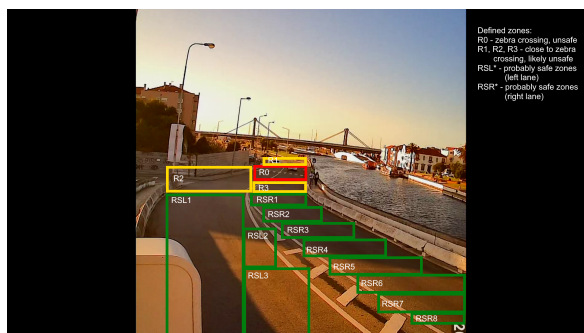 Defined zones:
R0 - zebra crossing, unsafe
R1, R2, R3 - close to zebra
crossing, likely unsafe
RSL* - probably safe zones
(left lane)
RSR* - probably safe zones
(right lane)
R1
R0
R2
R3
RSL1
RSR1
RSR2
RSL2
RSR3
RSR4
RSL3
RSR5
RSR6
RSR7
RSR8
2